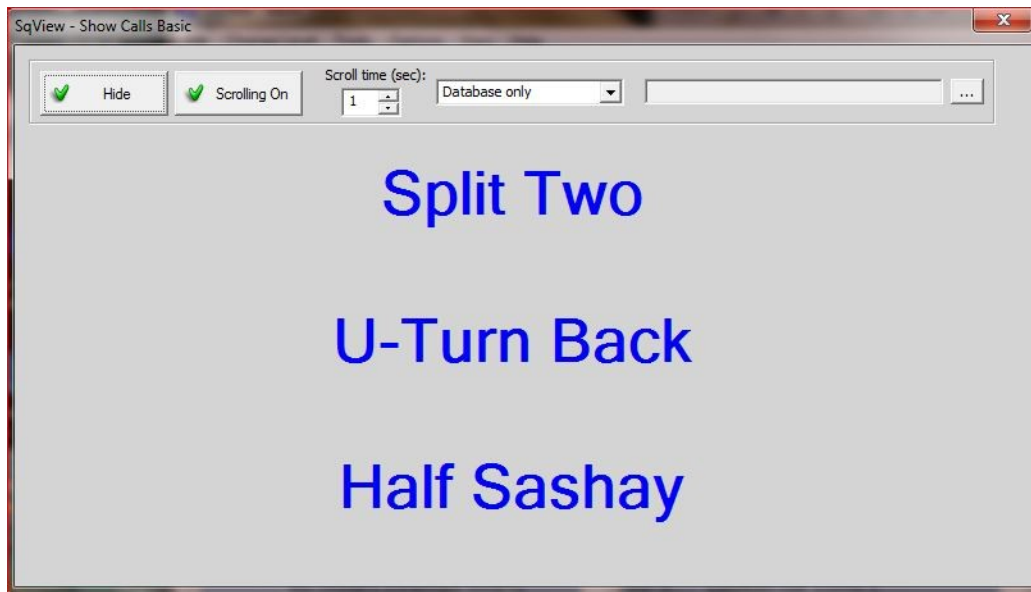 SqView - Show Calls Basic
Hide
Scrolling On
Scroll time (sec):
1
Database only
...
Split Two
U-Turn Back
Half Sashay